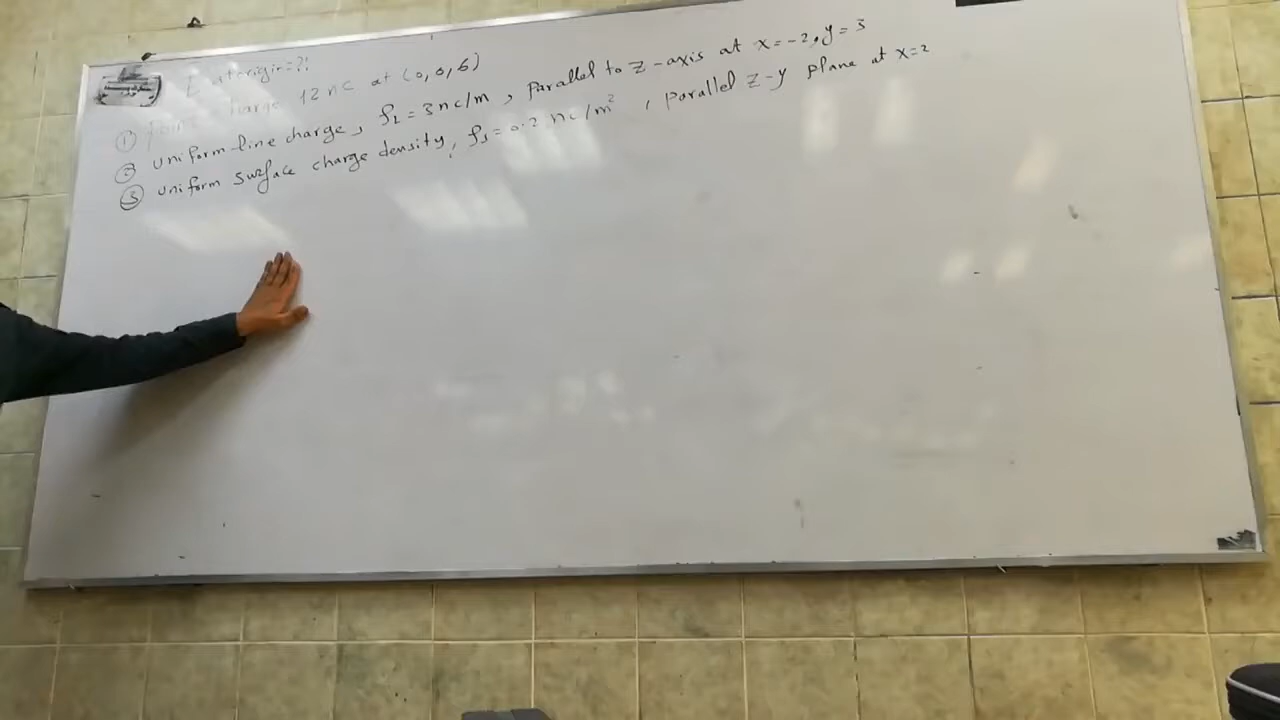 E at origin=?!
① point charge 12 nc at (0,0,6)
② uniform line charge, ρL = 3 nc/m, parallel to z-axis at x=-2, y=3
③ uniform surface charge density, ρs = 0.2 nc/m², parallel z-y plane at x=2